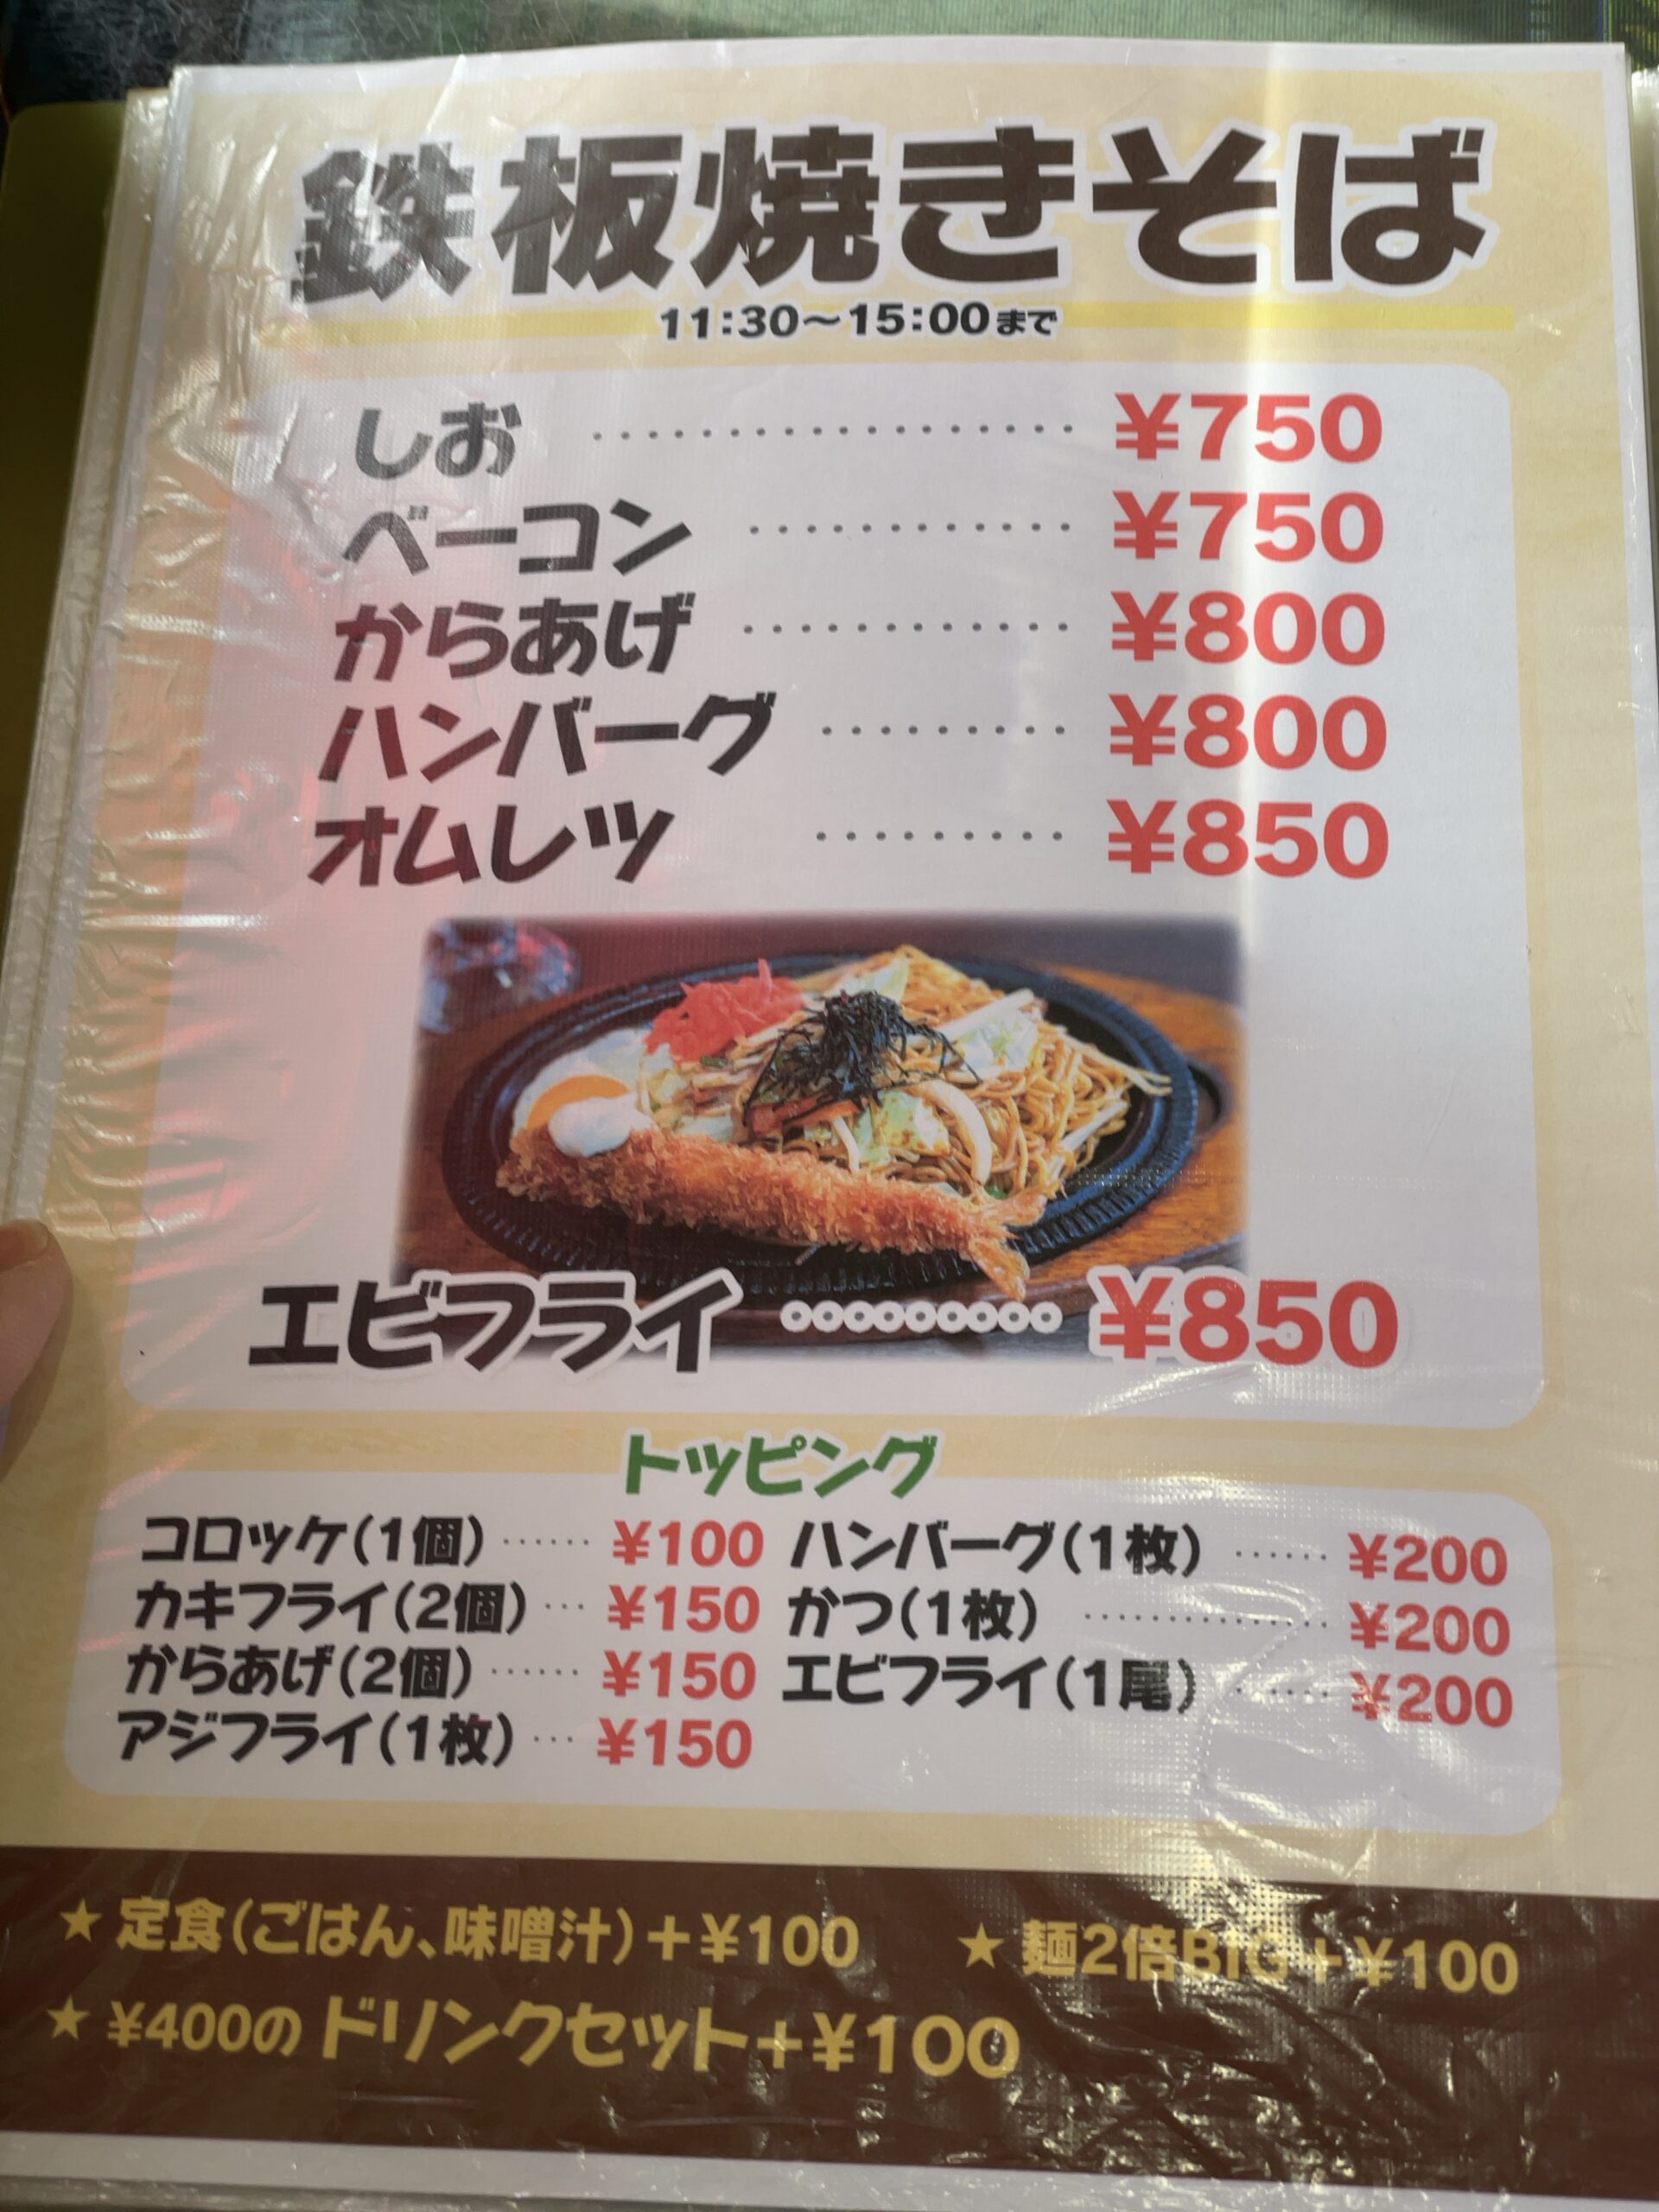 鉄板焼きそば
11:30～15:00まで
しお ¥750
ベーコン ¥750
からあげ ¥800
ハンバーグ ¥800
オムレツ ¥850
エビフライ ¥850
トッピング
コロッケ(1個) ¥100 ハンバーグ(1枚) ¥200
カキフライ(2個) ¥150 かつ(1枚) ¥200
からあげ(2個) ¥150 エビフライ(1尾) ¥200
アジフライ(1枚) ¥150
★定食(ごはん、味噌汁)+¥100 ★麺2倍BIG+¥100
★¥400のドリンクセット+¥100